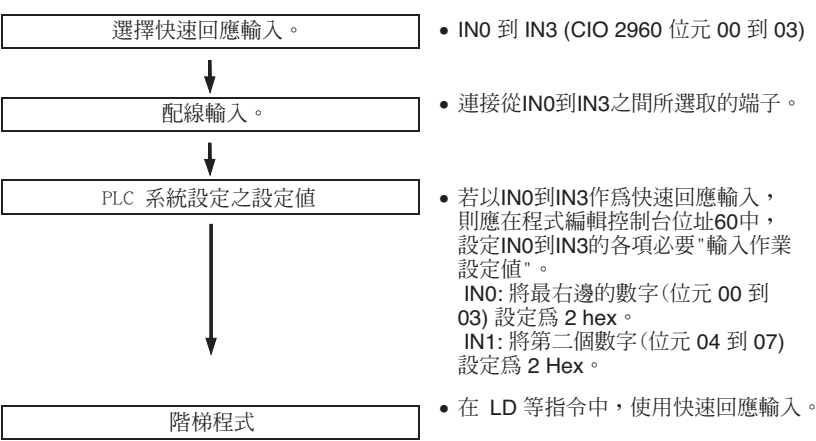 選擇快速回應輸入。
• IN0 到 IN3 (CIO 2960 位元 00 到 03)
配線輸入。
• 連接從IN0到IN3之間所選取的端子。
PLC 系統設定之設定值
• 若以IN0到IN3作爲快速回應輸入，
則應在程式編輯控制台位址60中，
設定IN0到IN3的各項必要"輸入作業
設定值"。
IN0: 將最右邊的數字(位元 00 到
03) 設定爲 2 hex。
IN1: 將第二個數字(位元 04 到 07)
設定爲 2 Hex。
階梯程式
• 在 LD 等指令中，使用快速回應輸入。